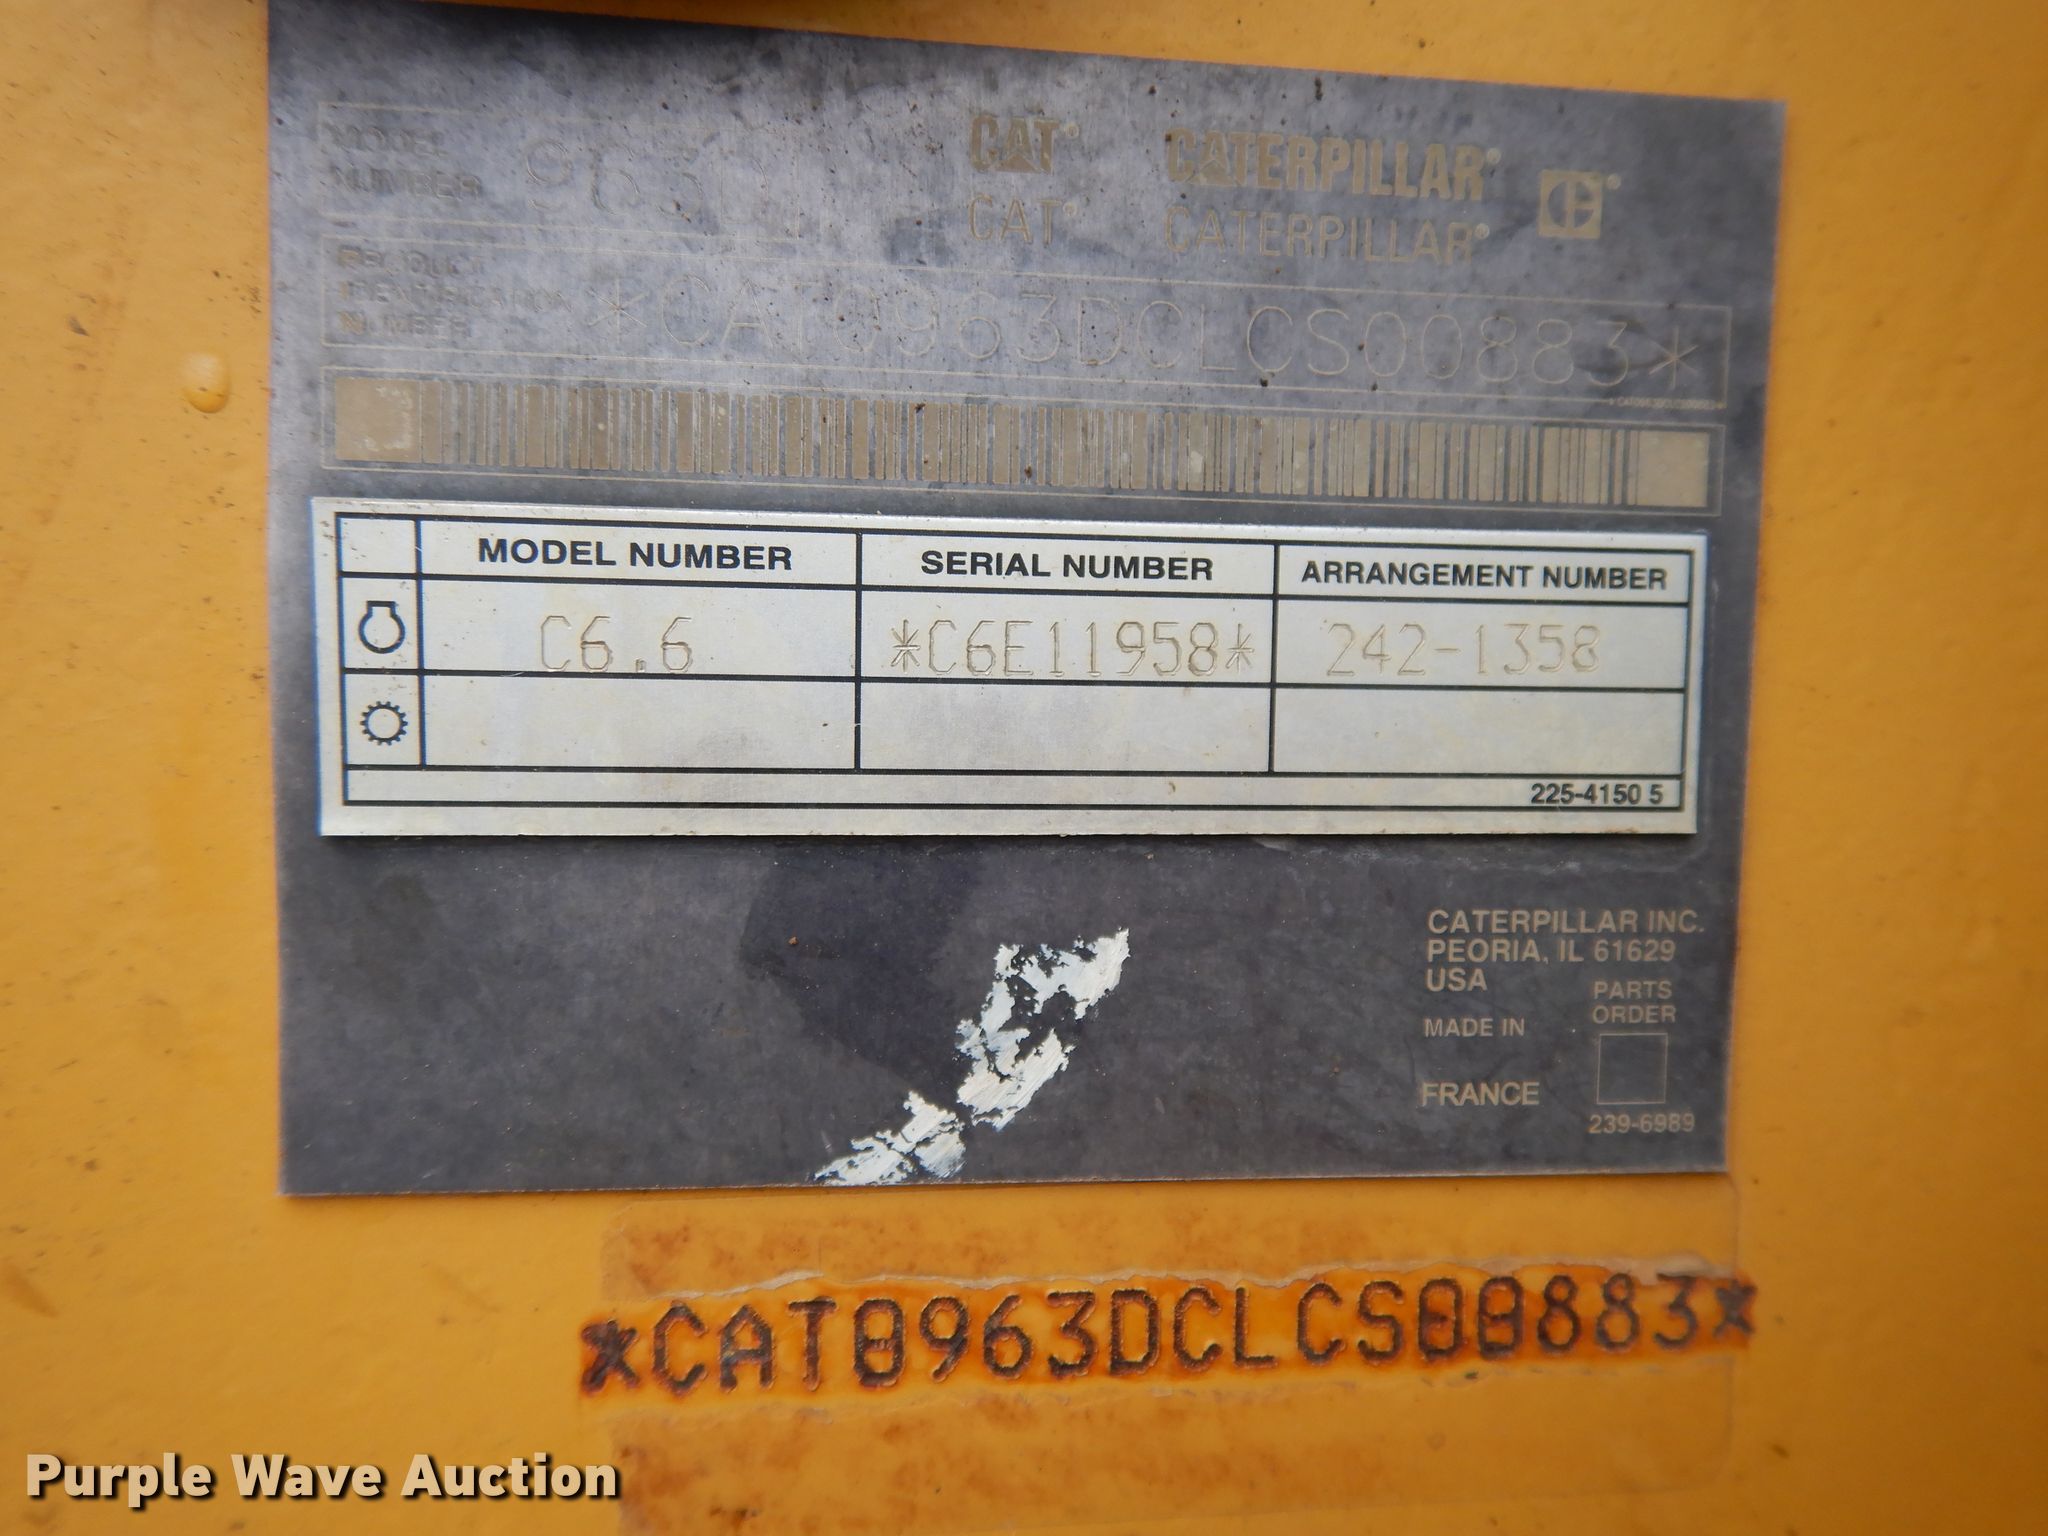 MODEL
NUMBER 963D
CAT® CATERPILLAR®
CAT® CATERPILLAR®
PRODUCT
IDENTIFICATION
NUMBER
*CAT0963DCLCS00883*
MODEL NUMBER SERIAL NUMBER ARRANGEMENT NUMBER
C6.6 *C6E11958* 242-1358
225-4150 5
CATERPILLAR INC.
PEORIA, IL 61629
USA
PARTS
ORDER
MADE IN
FRANCE
239-6989
*CAT0963DCLCS00883*
Purple Wave Auction